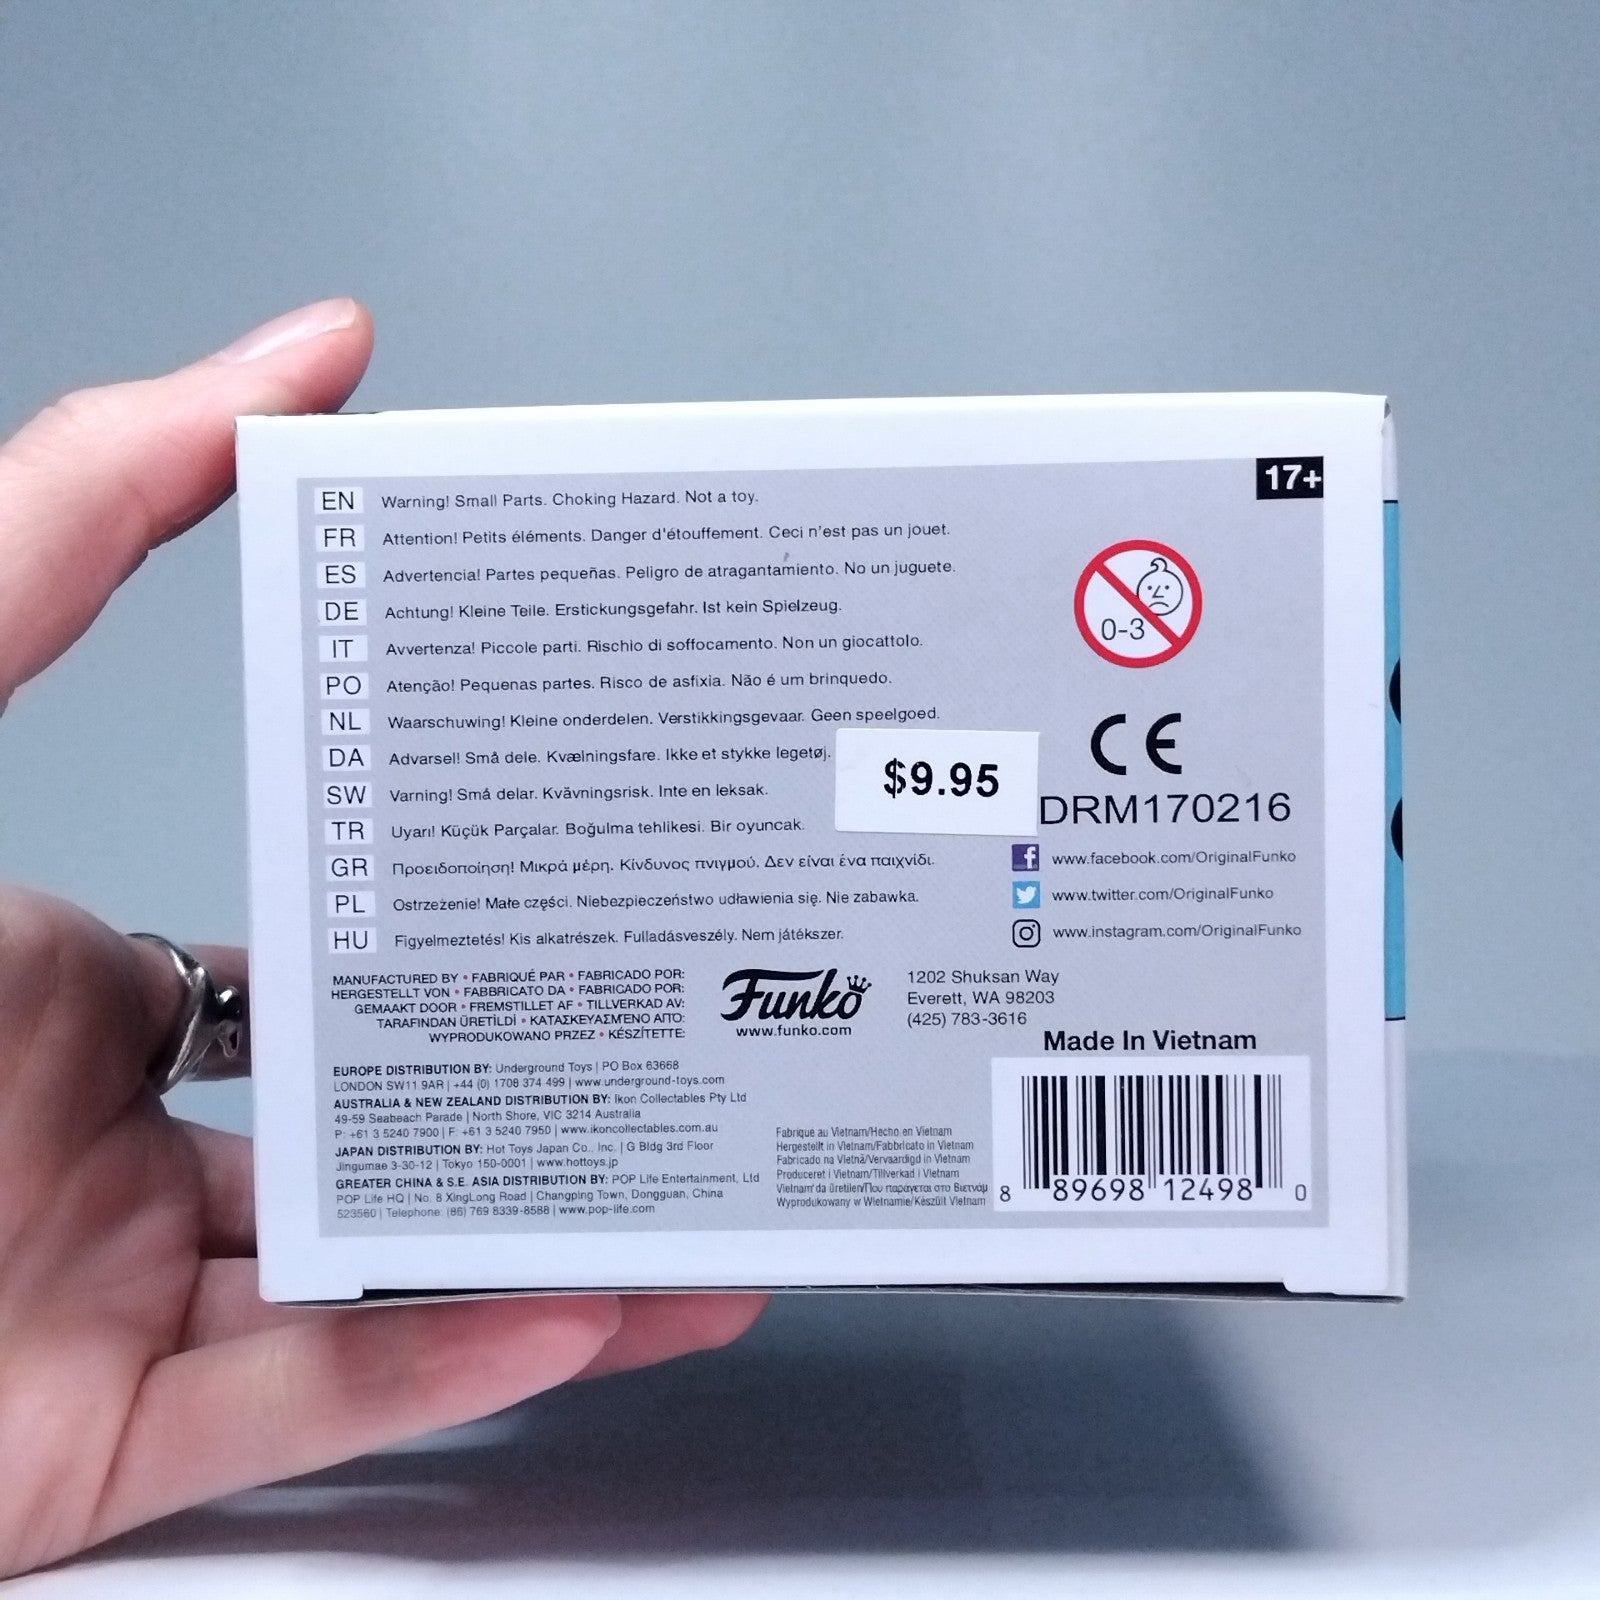 17+
EN Warning! Small Parts. Choking Hazard. Not a toy.
FR Attention! Petits éléments. Danger d'étouffement. Ceci n'est pas un jouet.
ES Advertencia! Partes pequeñas. Peligro de atragantamiento. No un juguete.
DE Achtung! Kleine Teile. Erstickungsgefahr. Ist kein Spielzeug.
IT Avvertenza! Piccole parti. Rischio di soffocamento. Non un giocattolo.
PO Atenção! Pequenas partes. Risco de asfixia. Não é um brinquedo.
NL Waarschuwing! Kleine onderdelen. Verstikkingsgevaar. Geen speelgoed.
DA Advarsel! Små dele. Kvælningsfare. Ikke et stykke legetøj.
SW Varning! Små delar. Kvävningsrisk. Inte en leksak.
TR Uyarı! Küçük Parçalar. Boğulma tehlikesi. Bir oyuncak.
GR Προειδοποίηση! Μικρά μέρη. Κίνδυνος πνιγμού. Δεν είναι ένα παιχνίδι.
PL Ostrzeżenie! Małe części. Niebezpieczeństwo udławienia się. Nie zabawka.
HU Figyelmeztetés! Kis alkatrészek. Fulladásveszély. Nem játékszer.
0-3
CE
$9.95
DRM170216
f www.facebook.com/OriginalFunko
www.twitter.com/OriginalFunko
www.instagram.com/OriginalFunko
MANUFACTURED BY • FABRIQUÉ PAR • FABRICADO POR:
HERGESTELLT VON • FABBRICATO DA • FABRICADO POR:
GEMAAKT DOOR • FREMSTILLET AF • TILLVERKAD AV:
TARAFINDAN ÜRETİLDİ • ΚΑΤΑΣΚΕΥΑΣΜΈΝΟ ΑΠΌ:
WYPRODUKOWANO PRZEZ • KÉSZÍTETTE:
Funko
www.funko.com
1202 Shuksan Way
Everett, WA 98203
(425) 783-3616
Made In Vietnam
EUROPE DISTRIBUTION BY: Underground Toys | PO Box 63668
LONDON SW11 9AR | +44 (0) 1708 374 499 | www.underground-toys.com
AUSTRALIA & NEW ZEALAND DISTRIBUTION BY: Ikon Collectables Pty Ltd
49-59 Seabeach Parade | North Shore, VIC 3214 Australia
P: +61 3 5240 7900 | F: +61 3 5240 7950 | www.ikoncollectables.com.au
JAPAN DISTRIBUTION BY: Hot Toys Japan Co., Inc. | G Bldg 3rd Floor
Jingumae 3-30-12 | Tokyo 150-0001 | www.hottoys.jp
GREATER CHINA & S.E. ASIA DISTRIBUTION BY: POP Life Entertainment, Ltd
POP Life HQ | No. 8 XingLong Road | Changping Town, Dongguan, China
523560 | Telephone: (86) 769 8339-8588 | www.pop-life.com
Fabriqué au Vietnam/Hecho en Vietnam
Hergestellt in Vietnam/Fabbricato in Vietnam
Fabricado na Vietnã/Vervaardigd in Vietnam
Produceret i Vietnam/Tillverkad i Vietnam
Vietnam'da üretilen/Που παράγεται στο Βιετνάμ
Wyprodukowany w Wietnamie/Készült Vietnam
8 89698 12498 0